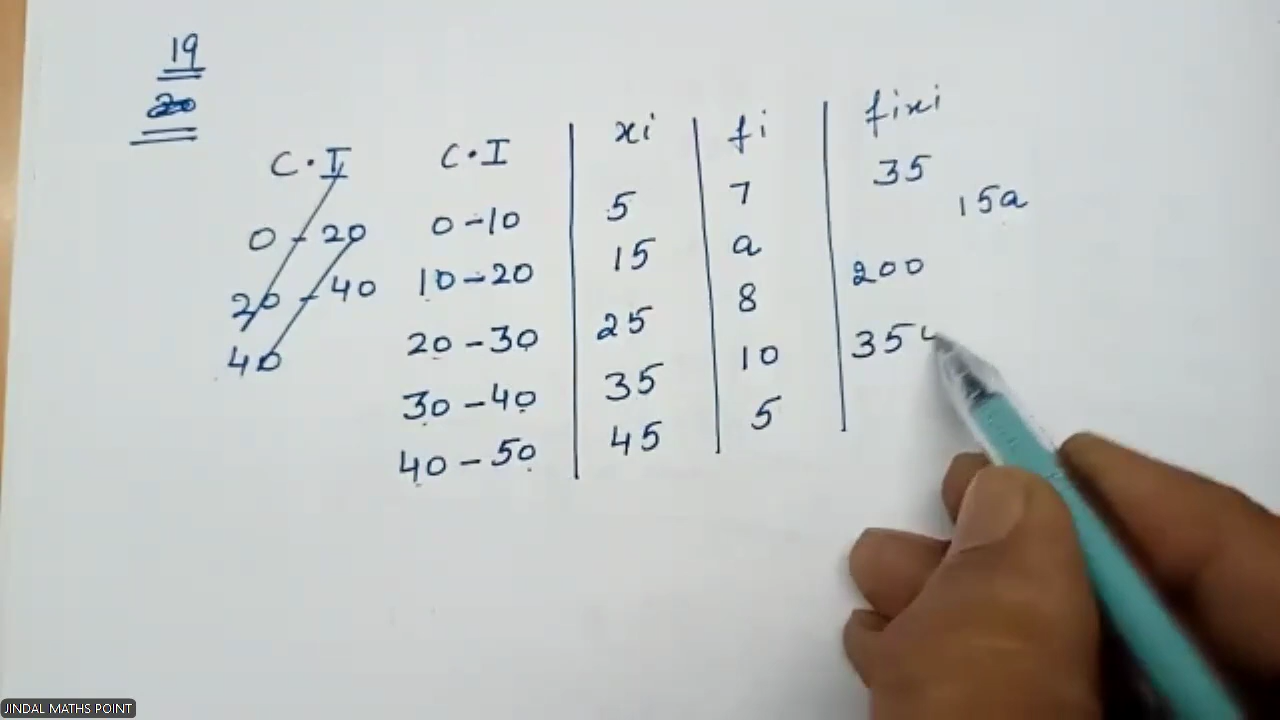 19
20
C.I C.I xi fi fixi
0-20 0-10 5 7 35
20-40 10-20 15 a 15a
40 20-30 25 8 200
30-40 35 10 35
40-50 45 5
JINDAL MATHS POINT